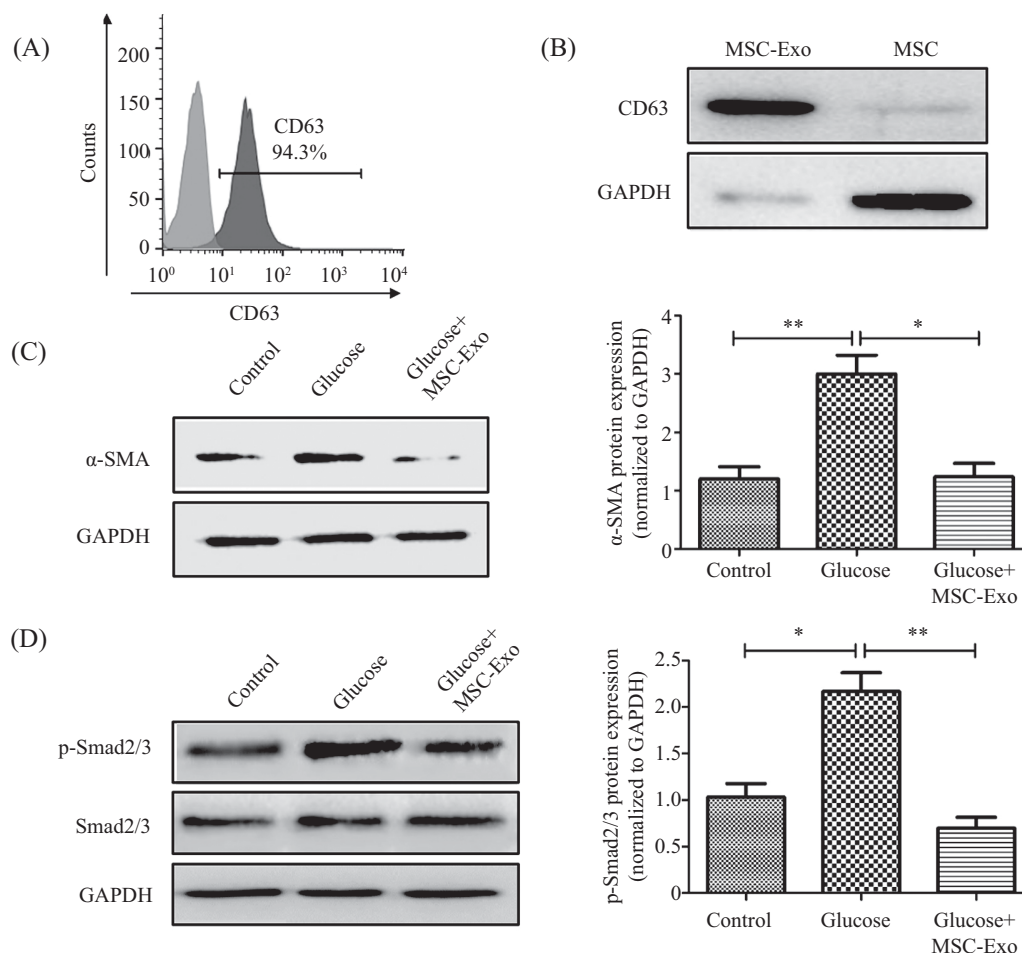 (A)
Counts
200
150
100
50
0
CD63
94.3%
10⁰ 10¹ 10² 10³ 10⁴
CD63
(B)
MSC-Exo MSC
CD63
GAPDH
(C)
Control Glucose Glucose+
MSC-Exo
α-SMA
GAPDH
α-SMA protein expression
(normalized to GAPDH)
4
3
2
1
0
** *
Control Glucose Glucose+
MSC-Exo
(D)
Control Glucose Glucose+
MSC-Exo
p-Smad2/3
Smad2/3
GAPDH
p-Smad2/3 protein expression
(normalized to GAPDH)
2.5
2.0
1.5
1.0
0.5
0
* **
Control Glucose Glucose+
MSC-Exo